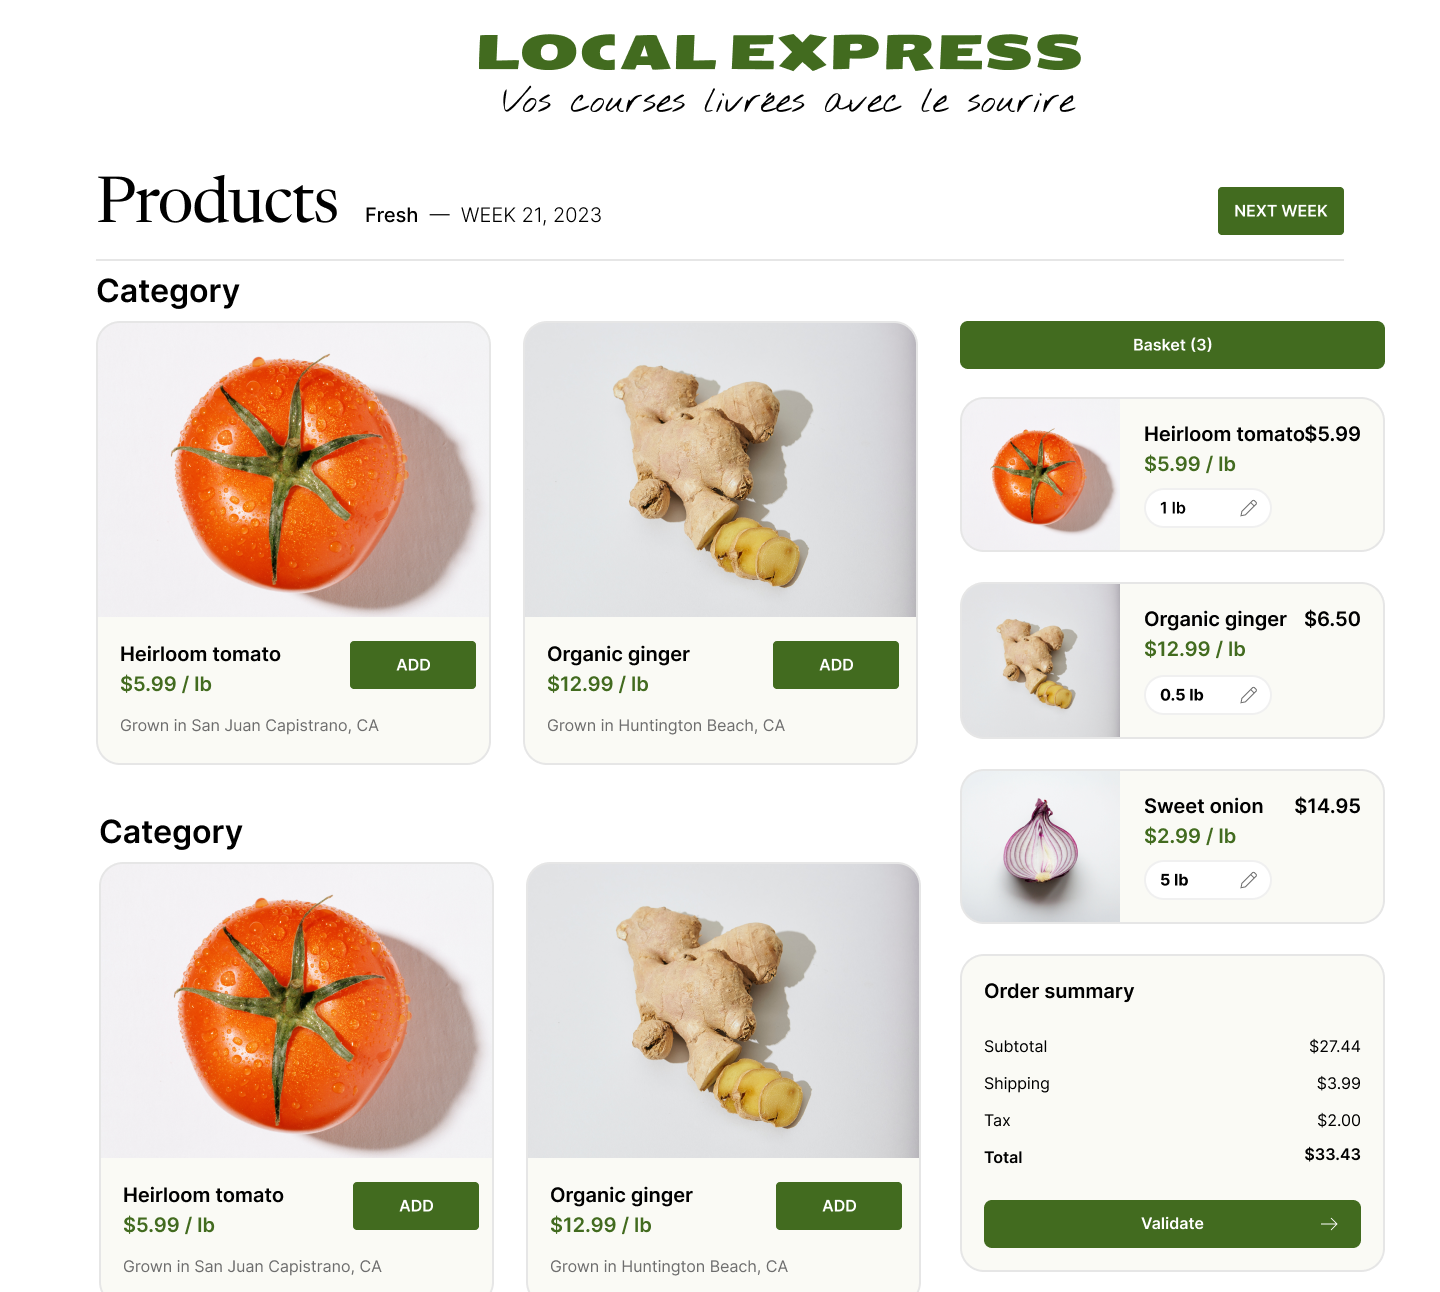 LOCAL EXPRESS
Vos courses livrées avec le sourire
Products
Fresh — WEEK 21, 2023
NEXT WEEK
Category
Heirloom tomato
$5.99 / lb
ADD
Grown in San Juan Capistrano, CA
Organic ginger
$12.99 / lb
ADD
Grown in Huntington Beach, CA
Category
Heirloom tomato
$5.99 / lb
ADD
Grown in San Juan Capistrano, CA
Organic ginger
$12.99 / lb
ADD
Grown in Huntington Beach, CA
Basket (3)
Heirloom tomato $5.99
$5.99 / lb
1 lb
Organic ginger $6.50
$12.99 / lb
0.5 lb
Sweet onion $14.95
$2.99 / lb
5 lb
Order summary
Subtotal $27.44
Shipping $3.99
Tax $2.00
Total $33.43
Validate